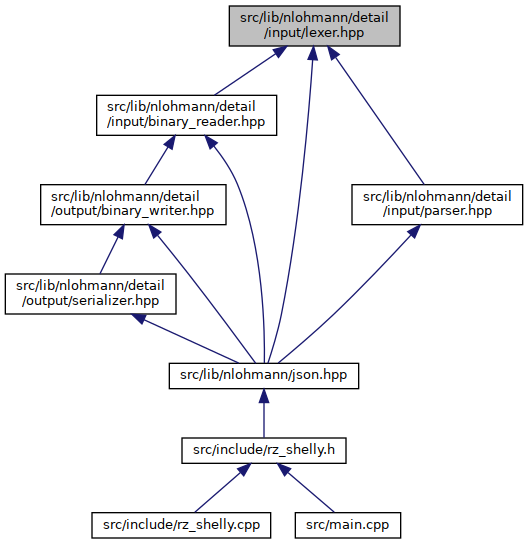 src/lib/nlohmann/detail
/input/lexer.hpp
src/lib/nlohmann/detail
/input/binary_reader.hpp
src/lib/nlohmann/detail
/output/binary_writer.hpp
src/lib/nlohmann/detail
/input/parser.hpp
src/lib/nlohmann/detail
/output/serializer.hpp
src/lib/nlohmann/json.hpp
src/include/rz_shelly.h
src/include/rz_shelly.cpp
src/main.cpp